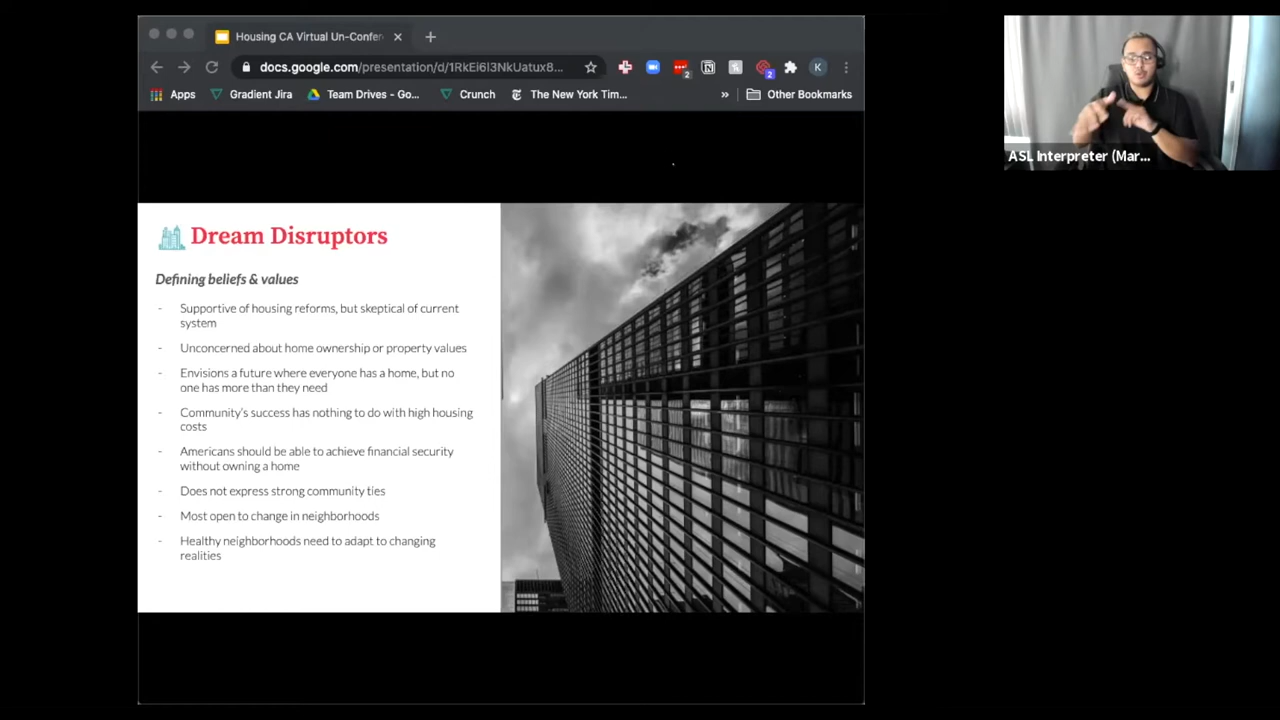 Housing CA Virtual Un-Confer
docs.google.com/presentation/d/1RkEi6I3NkUatux8...
2
2
K
Apps
Gradient Jira
Team Drives - Go...
Crunch
The New York Tim...
»
Other Bookmarks
ASL Interpreter (Mar...
Dream Disruptors
Defining beliefs & values
- Supportive of housing reforms, but skeptical of current
system
- Unconcerned about home ownership or property values
- Envisions a future where everyone has a home, but no
one has more than they need
- Community's success has nothing to do with high housing
costs
- Americans should be able to achieve financial security
without owning a home
- Does not express strong community ties
- Most open to change in neighborhoods
- Healthy neighborhoods need to adapt to changing
realities